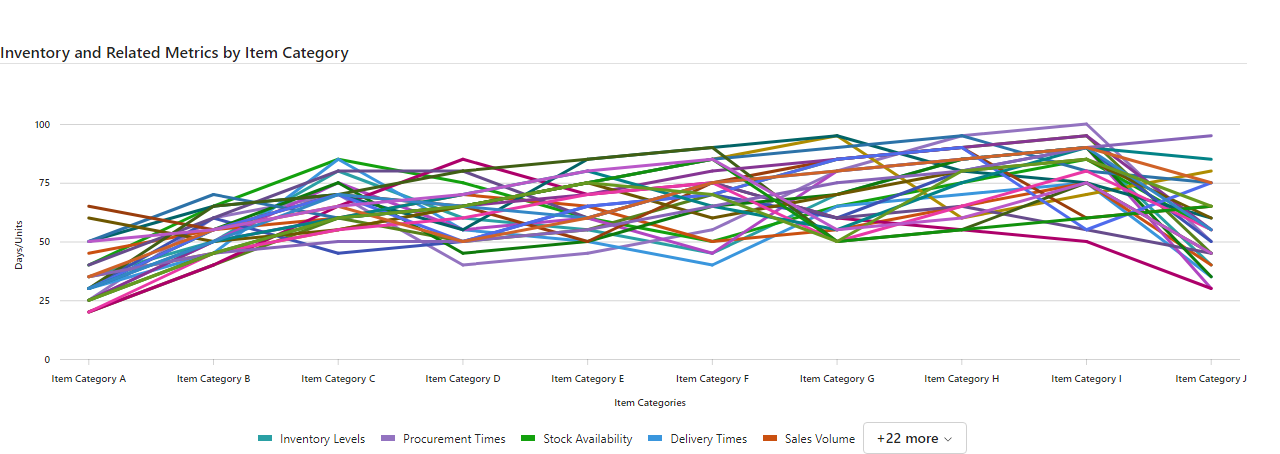 Inventory and Related Metrics by Item Category
100
75
50
25
0
Days/Units
Item Category A Item Category B Item Category C Item Category D Item Category E Item Category F Item Category G Item Category H Item Category I Item Category J
Item Categories
Inventory Levels Procurement Times Stock Availability Delivery Times Sales Volume +22 more